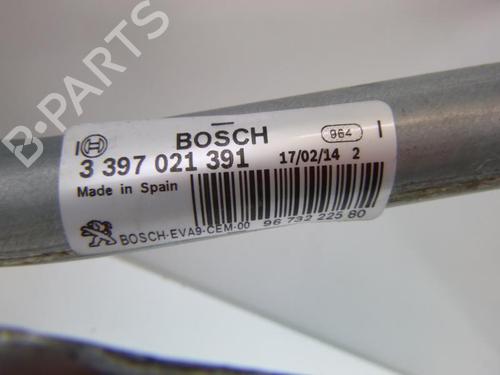 BOSCH
964
3 397 021 391
17/02/14 2
Made in Spain
BOSCH-EVA9-CEM-00
96 732 225 80
B-PARTS